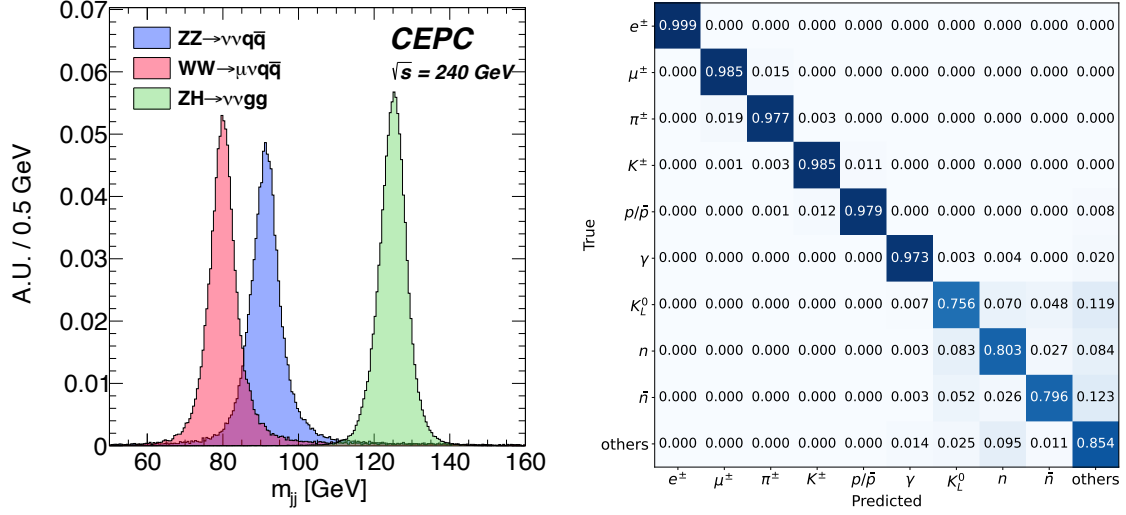 0.07
0.06
0.05
0.04
0.03
0.02
0.01
0
A.U. / 0.5 GeV
ZZ→ννqq̅
WW→μνqq̅
ZH→ννgg
CEPC
√s = 240 GeV
60 80 100 120 140 160
m_jj [GeV]
True
e± 0.999 0.000 0.000 0.000 0.000 0.000 0.000 0.000 0.000 0.000
μ± 0.000 0.985 0.015 0.000 0.000 0.000 0.000 0.000 0.000 0.000
π± 0.000 0.019 0.977 0.003 0.000 0.000 0.000 0.000 0.000 0.000
K± 0.000 0.001 0.003 0.985 0.011 0.000 0.000 0.000 0.000 0.000
p/p̄ 0.000 0.000 0.001 0.012 0.979 0.000 0.000 0.000 0.000 0.008
γ 0.000 0.000 0.000 0.000 0.000 0.973 0.003 0.004 0.000 0.020
K_L^0 0.000 0.000 0.000 0.000 0.000 0.007 0.756 0.070 0.048 0.119
n 0.000 0.000 0.000 0.000 0.000 0.003 0.083 0.803 0.027 0.084
n̄ 0.000 0.000 0.000 0.000 0.000 0.003 0.052 0.026 0.796 0.123
others 0.000 0.000 0.000 0.000 0.000 0.014 0.025 0.095 0.011 0.854
e± μ± π± K± p/p̄ γ K_L^0 n n̄ others
Predicted